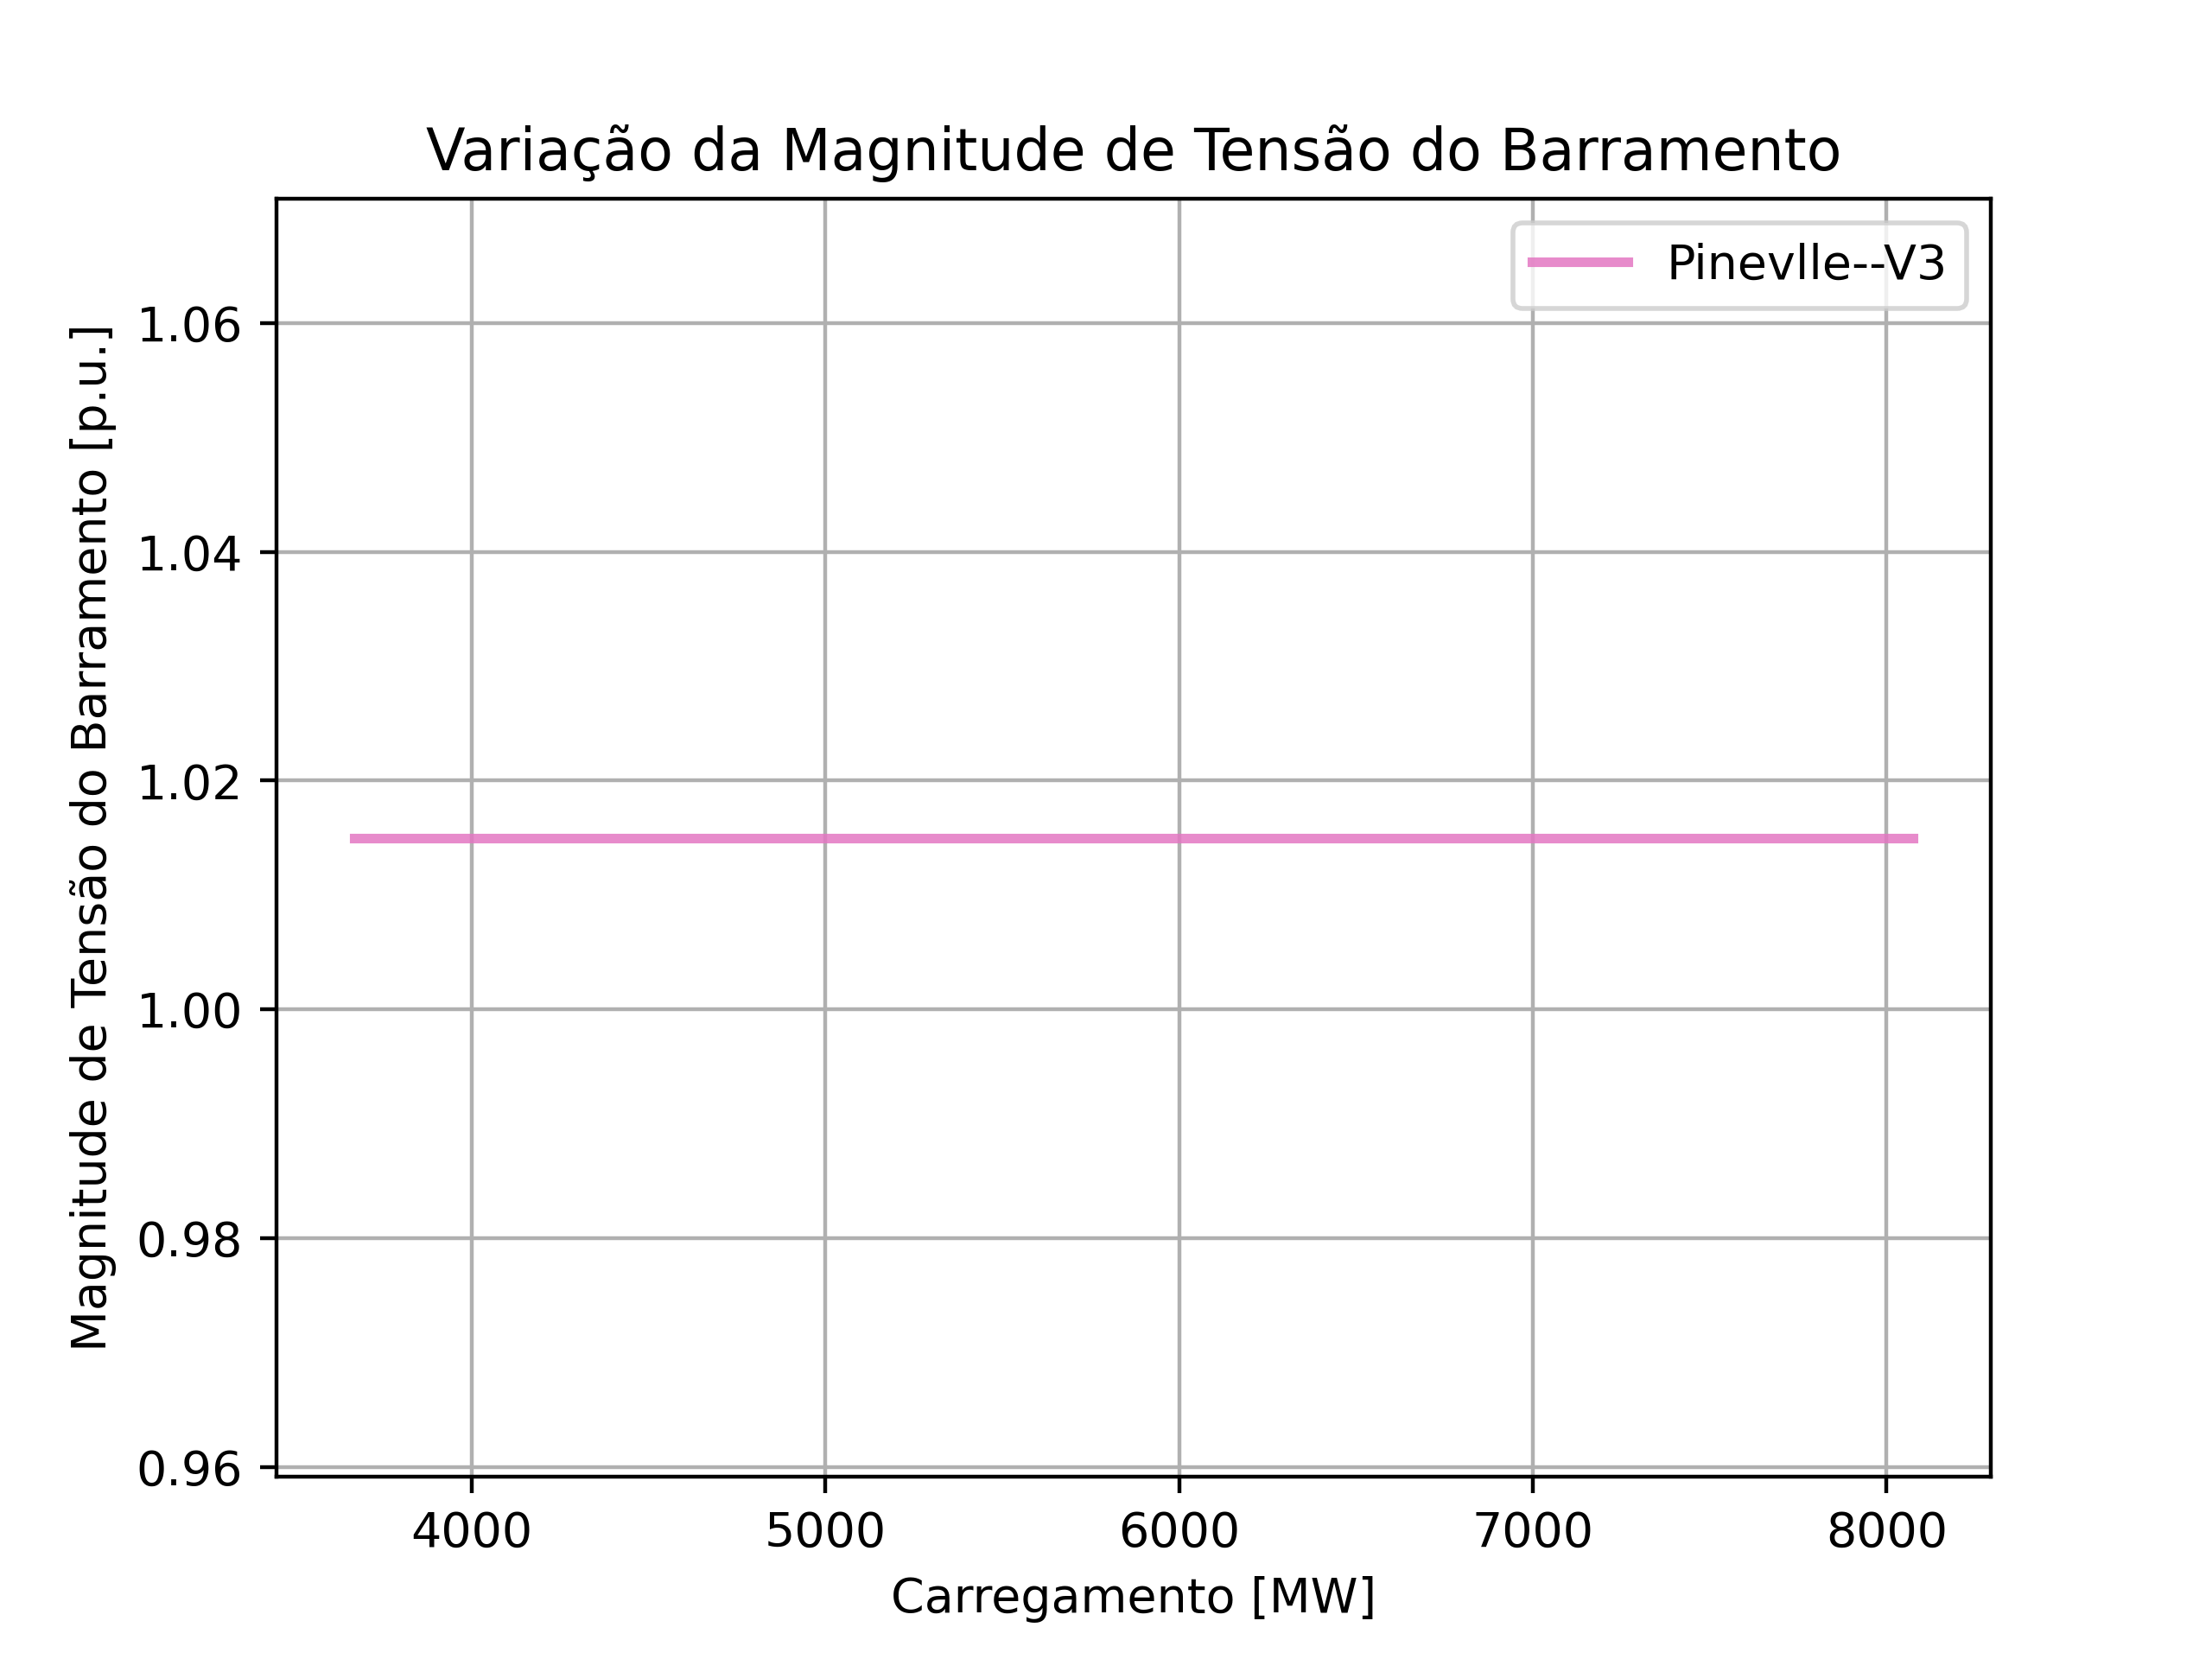 Variação da Magnitude de Tensão do Barramento
Pinevlle--V3
Magnitude de Tensão do Barramento [p.u.]
1.06
1.04
1.02
1.00
0.98
0.96
4000 5000 6000 7000 8000
Carregamento [MW]